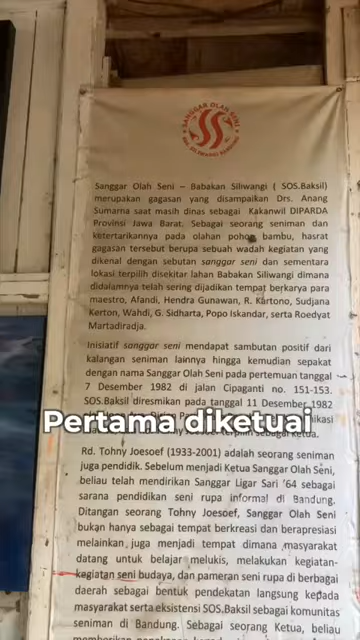 SANGGAR OLAH SENI
Sanggar Olah Seni – Babakan Siliwangi ( SOS.Baksil)
merupakan gagasan yang disampaikan Drs. Anang
Sumarna saat masih dinas sebagai Kakanwil DIPARDA
Provinsi Jawa Barat. Sebagai seorang seniman dan
ketertarikannya pada olahan pohon bambu, hasrat
gagasan tersebut berupa sebuah wadah kegiatan yang
dikenal dengan sebutan sanggar seni dan sementara
lokasi terpilih disekitar lahan Babakan Siliwangi dimana
didalamnya telah sering dijadikan tempat berkarya para
maestro, Afandi, Hendra Gunawan, R. Kartono, Sudjana
Kerton, Wahdi, G. Sidharta, Popo Iskandar, serta Roedyat
Martadiradja.
Inisiatif sanggar seni mendapat sambutan positif dari
kalangan seniman lainnya hingga kemudian sepakat
dengan nama Sanggar Olah Seni pada pertemuan tanggal
7 Desember 1982 di jalan Cipaganti no. 151-153.
SOS.Baksil diresmikan pada tanggal 11 Desember 1982
Pertama diketuai
sebagai ketua.
Rd. Tohny Joesoef (1933-2001) adalah seorang seniman
juga pendidik. Sebelum menjadi Ketua Sanggar Olah Seni,
beliau telah mendirikan Sanggar Ligar Sari '64 sebagai
sarana pendidikan seni rupa informal di Bandung.
Ditangan seorang Tohny Joesoef, Sanggar Olah Seni
bukan hanya sebagai tempat berkreasi dan berapresiasi
melainkan juga menjadi tempat dimana masyarakat
datang untuk belajar melukis, melakukan kegiatan-
kegiatan seni budaya, dan pameran seni rupa di berbagai
daerah sebagai bentuk pendekatan langsung kepada
masyarakat serta eksistensi SOS.Baksil sebagai komunitas
seniman di Bandung. Sebagai seorang seniman, beliau